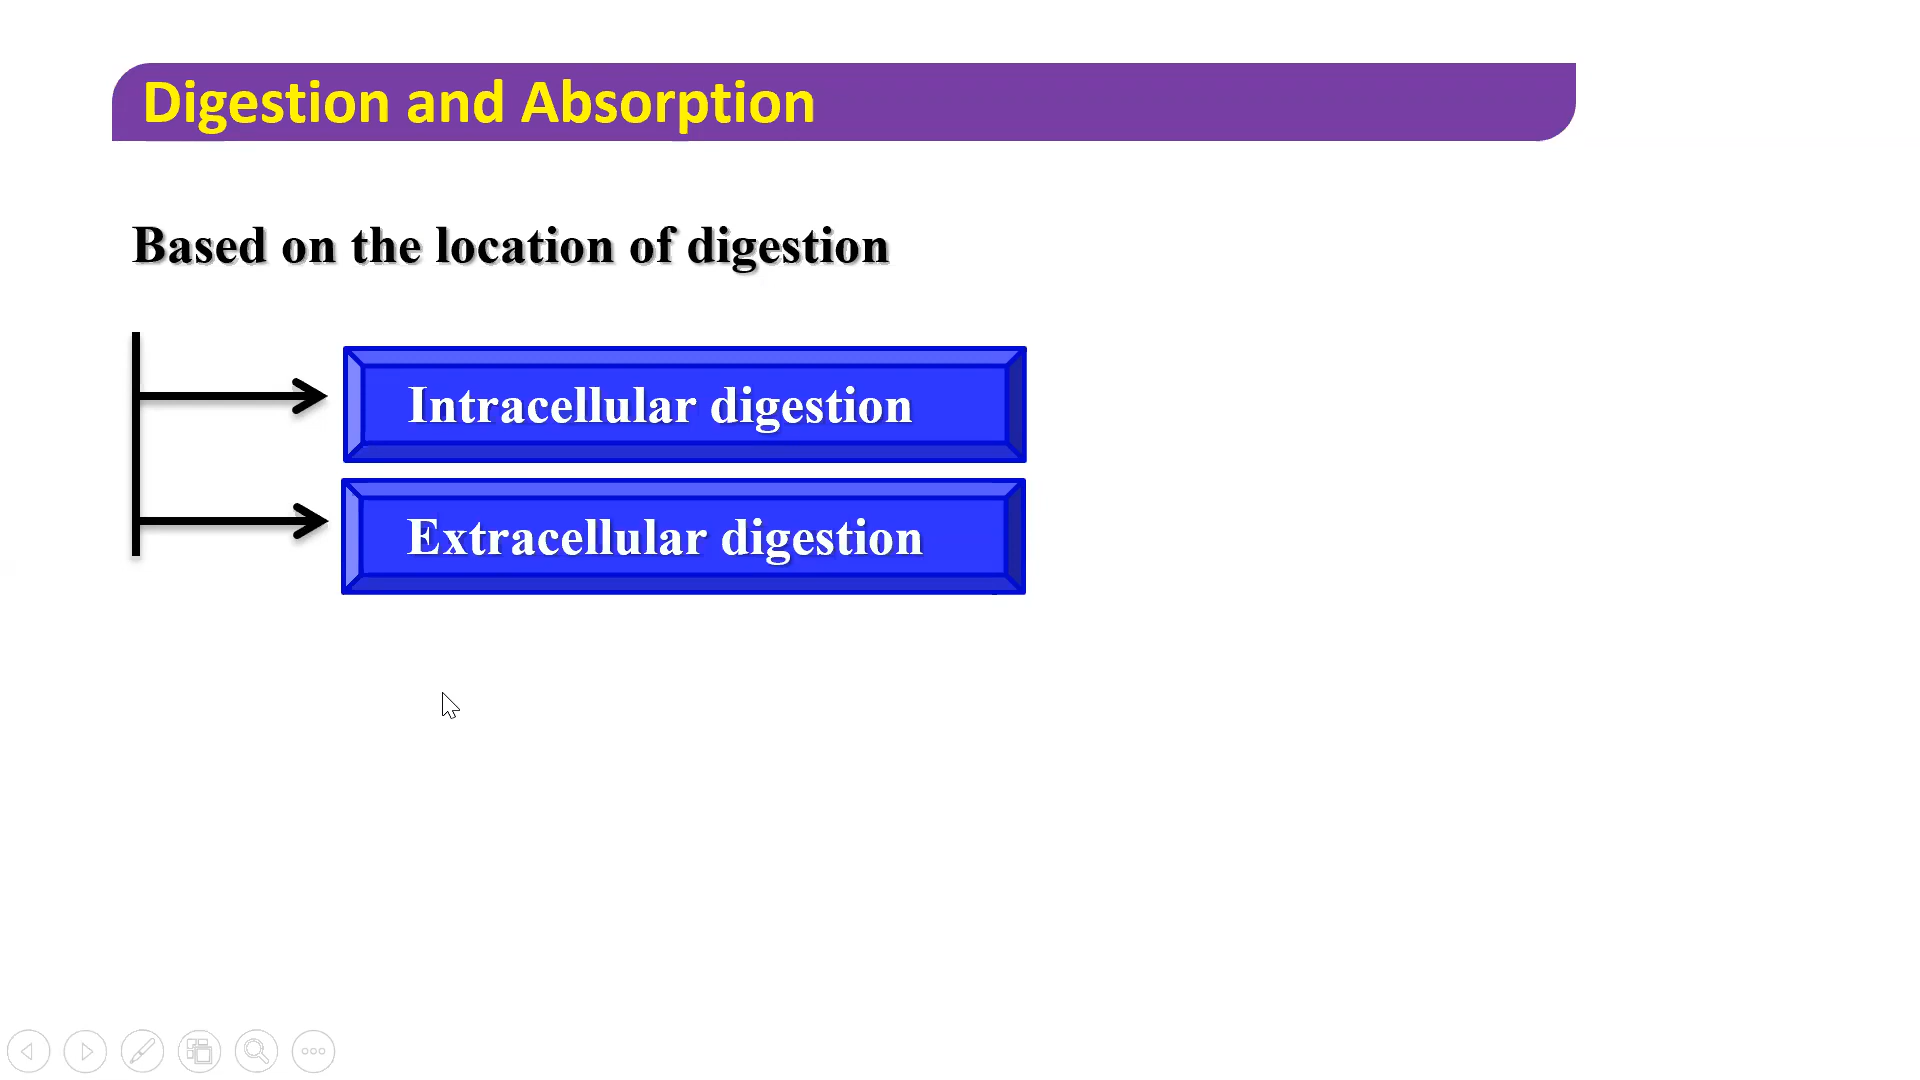 Digestion and Absorption
Based on the location of digestion
Intracellular digestion
Extracellular digestion